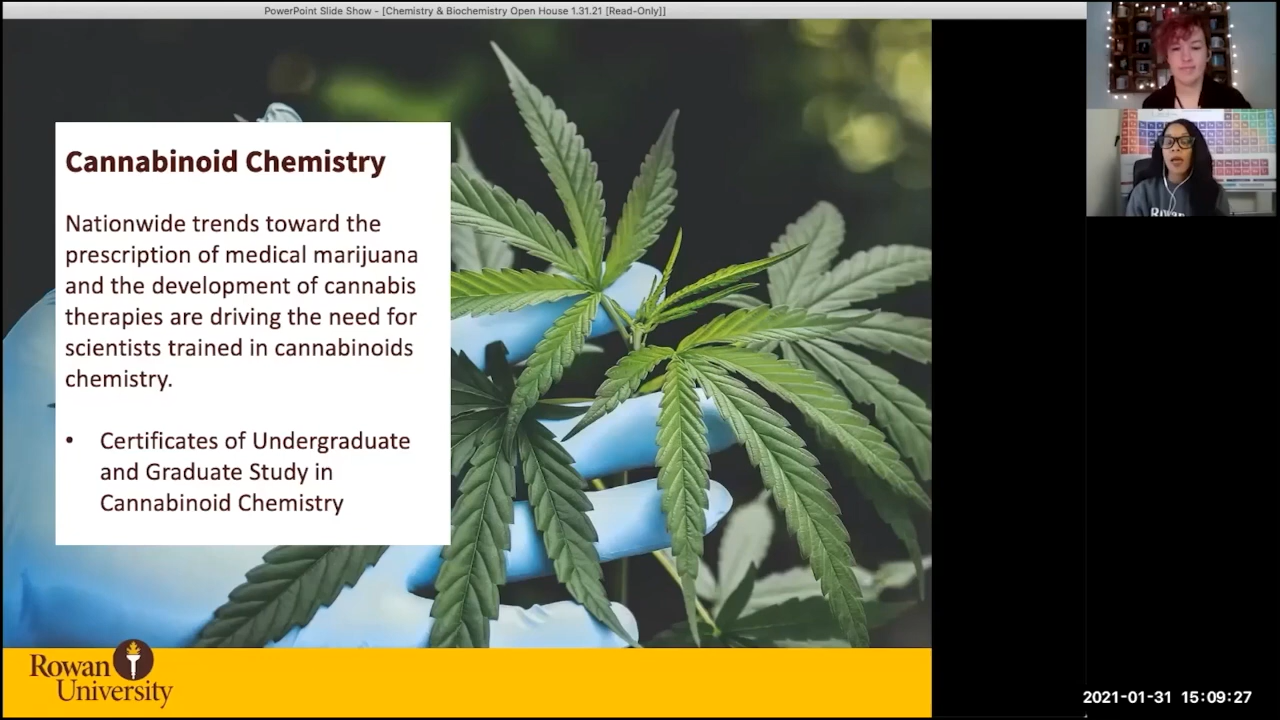 PowerPoint Slide Show - [Chemistry & Biochemistry Open House 1.31.21 [Read-Only]]
Cannabinoid Chemistry
Nationwide trends toward the
prescription of medical marijuana
and the development of cannabis
therapies are driving the need for
scientists trained in cannabinoids
chemistry.
• Certificates of Undergraduate
and Graduate Study in
Cannabinoid Chemistry
Rowan
University
Rowan
2021-01-31 15:09:27